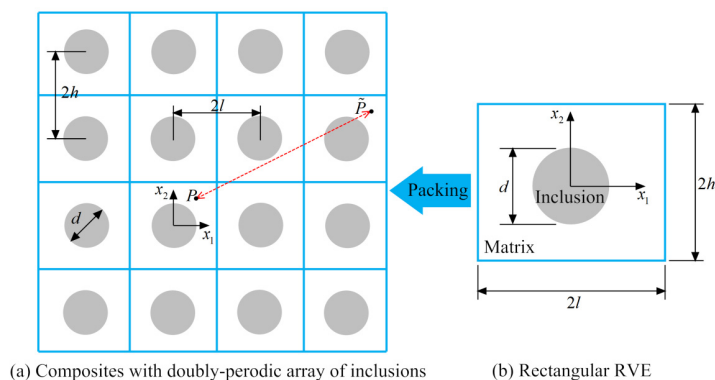 2h
2l
P̃
P
x₂
x₁
d
Packing
x₂
x₁
d
Inclusion
Matrix
2h
2l
(a) Composites with doubly-perodic array of inclusions
(b) Rectangular RVE